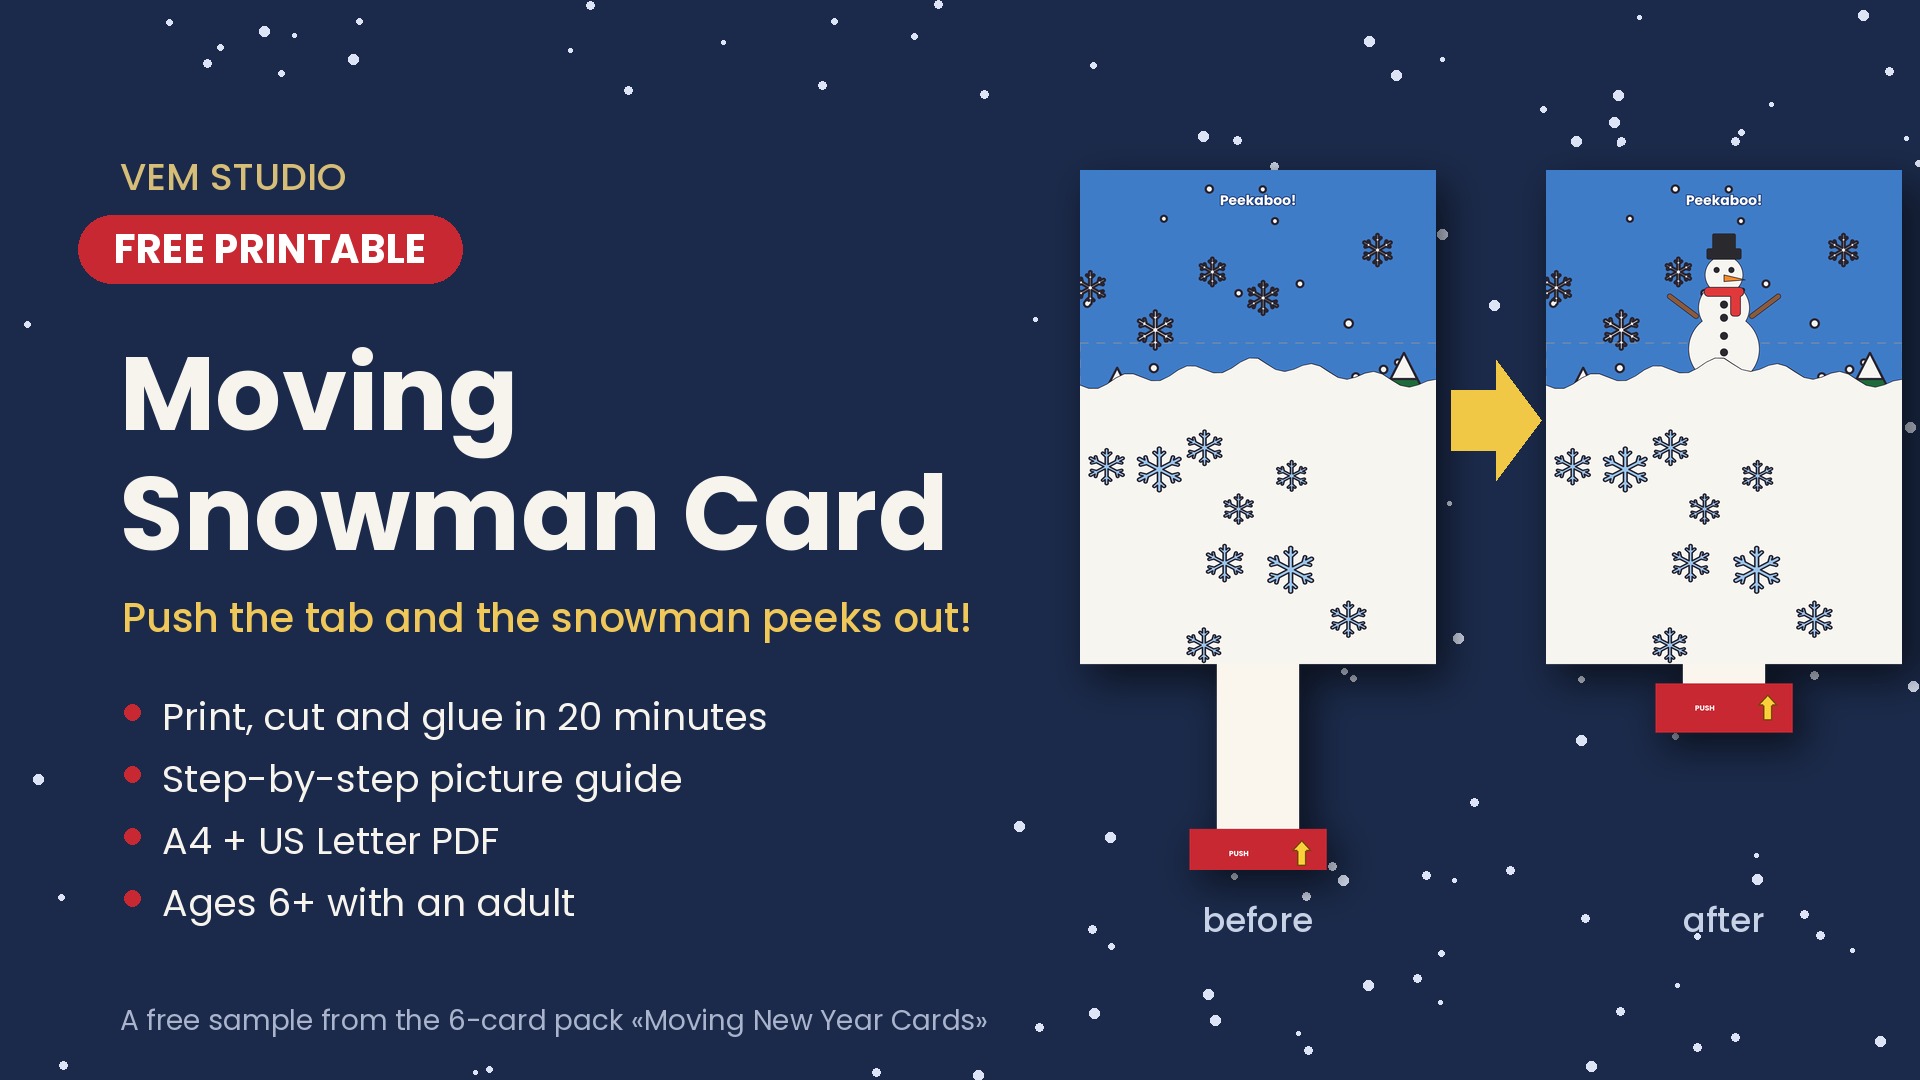 VEM STUDIO
FREE PRINTABLE
Moving
Snowman Card
Push the tab and the snowman peeks out!
Print, cut and glue in 20 minutes
Step-by-step picture guide
A4 + US Letter PDF
Ages 6+ with an adult
A free sample from the 6-card pack «Moving New Year Cards»
Peekaboo!
PUSH
before
Peekaboo!
PUSH
after